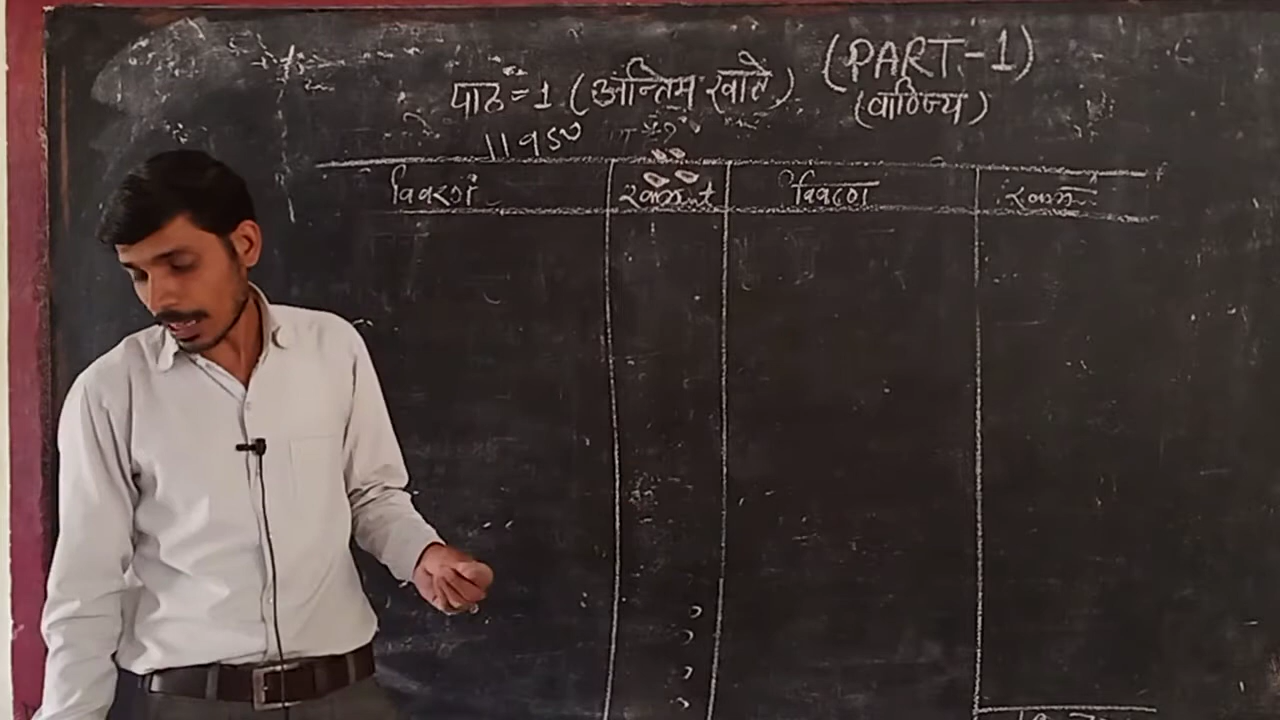 (PART-1)
पाठ = 1 (अन्तिम खाते)
(वाणिज्य)
विवरण रकम विवरण रकम